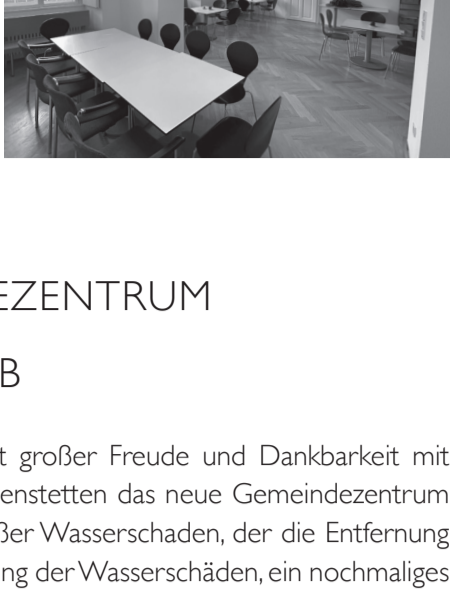 EZENTRUM
B
t großer Freude und Dankbarkeit mit
enstetten das neue Gemeindezentrum
ßer Wasserschaden, der die Entfernung
ng der Wasserschäden, ein nochmaliges